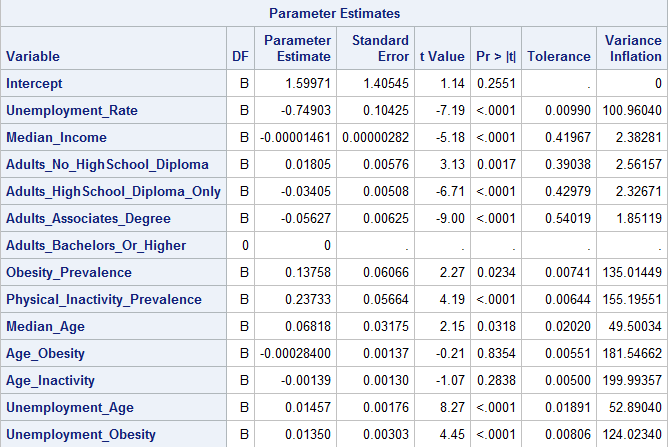 Parameter Estimates
Variable DF Parameter Estimate Standard Error t Value Pr > |t| Tolerance Variance Inflation
Intercept B 1.59971 1.40545 1.14 0.2551 . 0
Unemployment_Rate B -0.74903 0.10425 -7.19 <.0001 0.00990 100.96040
Median_Income B -0.00001461 0.00000282 -5.18 <.0001 0.41967 2.38281
Adults_No_HighSchool_Diploma B 0.01805 0.00576 3.13 0.0017 0.39038 2.56157
Adults_HighSchool_Diploma_Only B -0.03405 0.00508 -6.71 <.0001 0.42979 2.32671
Adults_Associates_Degree B -0.05627 0.00625 -9.00 <.0001 0.54019 1.85119
Adults_Bachelors_Or_Higher 0 0 . . . . .
Obesity_Prevalence B 0.13758 0.06066 2.27 0.0234 0.00741 135.01449
Physical_Inactivity_Prevalence B 0.23733 0.05664 4.19 <.0001 0.00644 155.19551
Median_Age B 0.06818 0.03175 2.15 0.0318 0.02020 49.50034
Age_Obesity B -0.00028400 0.00137 -0.21 0.8354 0.00551 181.54662
Age_Inactivity B -0.00139 0.00130 -1.07 0.2838 0.00500 199.99357
Unemployment_Age B 0.01457 0.00176 8.27 <.0001 0.01891 52.89040
Unemployment_Obesity B 0.01350 0.00303 4.45 <.0001 0.00806 124.02340